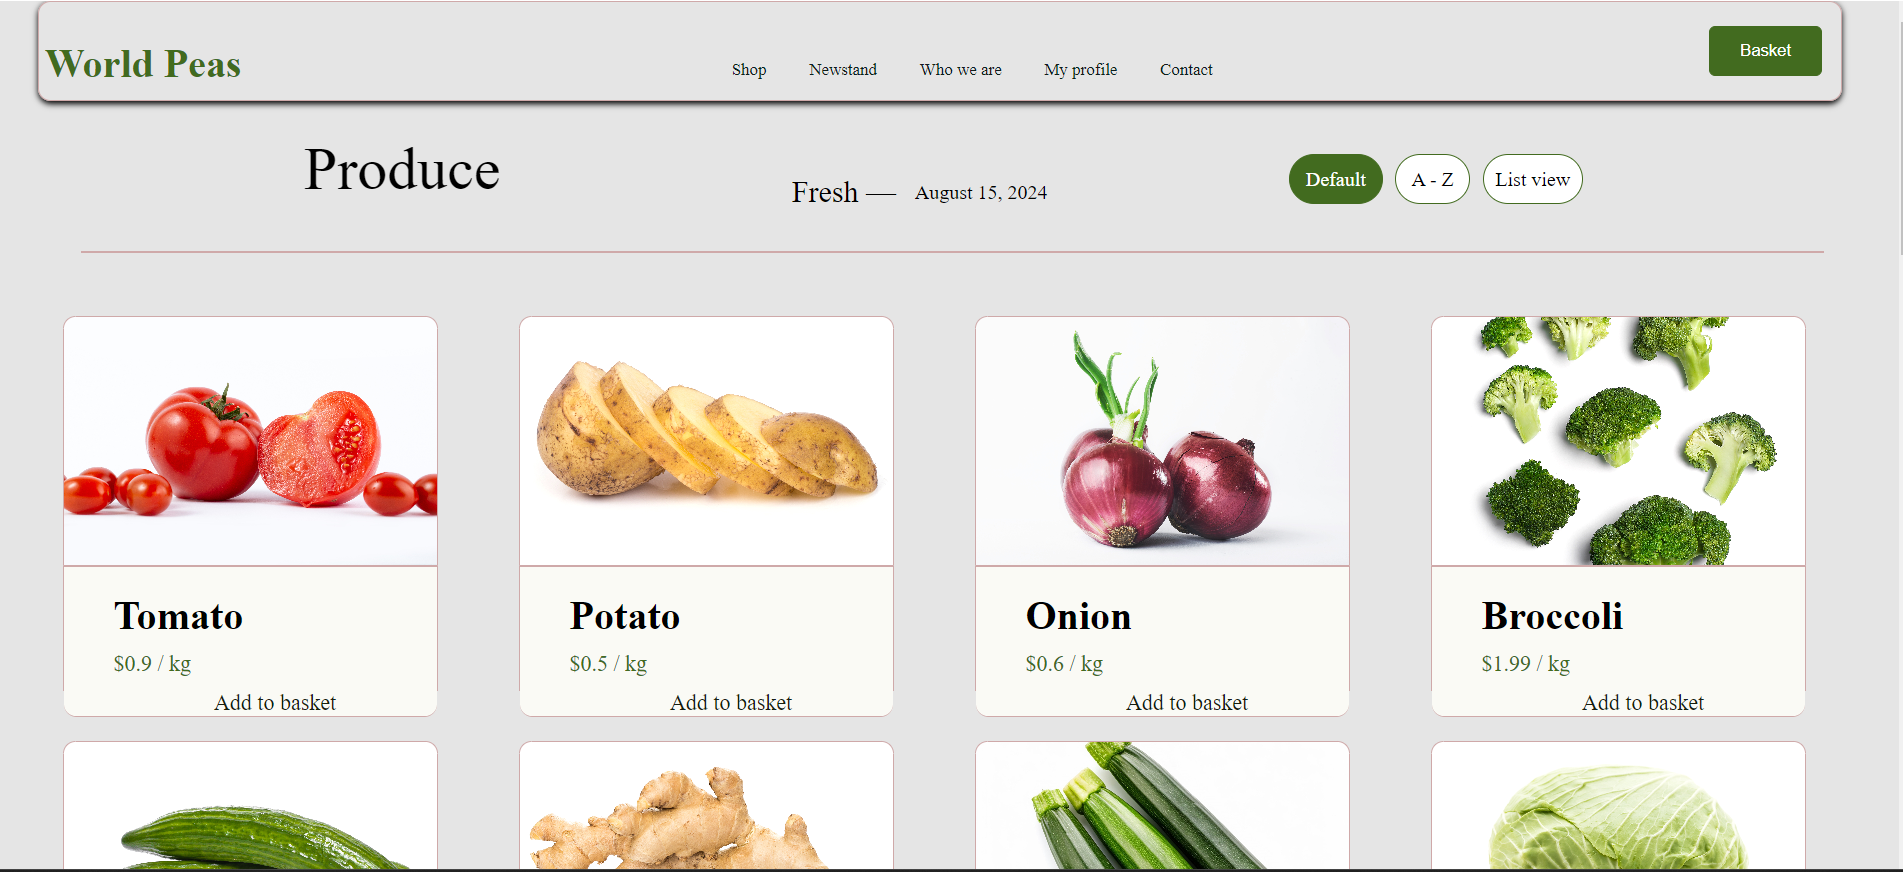 World Peas
Shop Newstand Who we are My profile Contact
Basket
Produce
Fresh — August 15, 2024
Default A - Z List view
Tomato
$0.9 / kg
Add to basket
Potato
$0.5 / kg
Add to basket
Onion
$0.6 / kg
Add to basket
Broccoli
$1.99 / kg
Add to basket